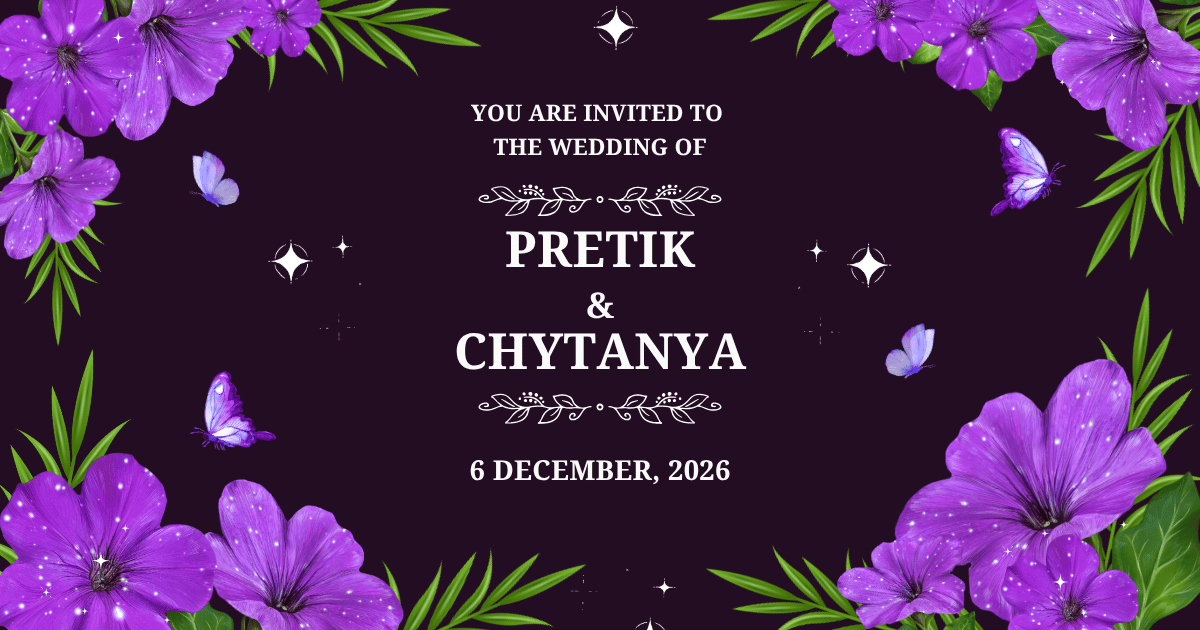 YOU ARE INVITED TO
THE WEDDING OF
PRETIK
&
CHYTANYA
6 DECEMBER, 2026